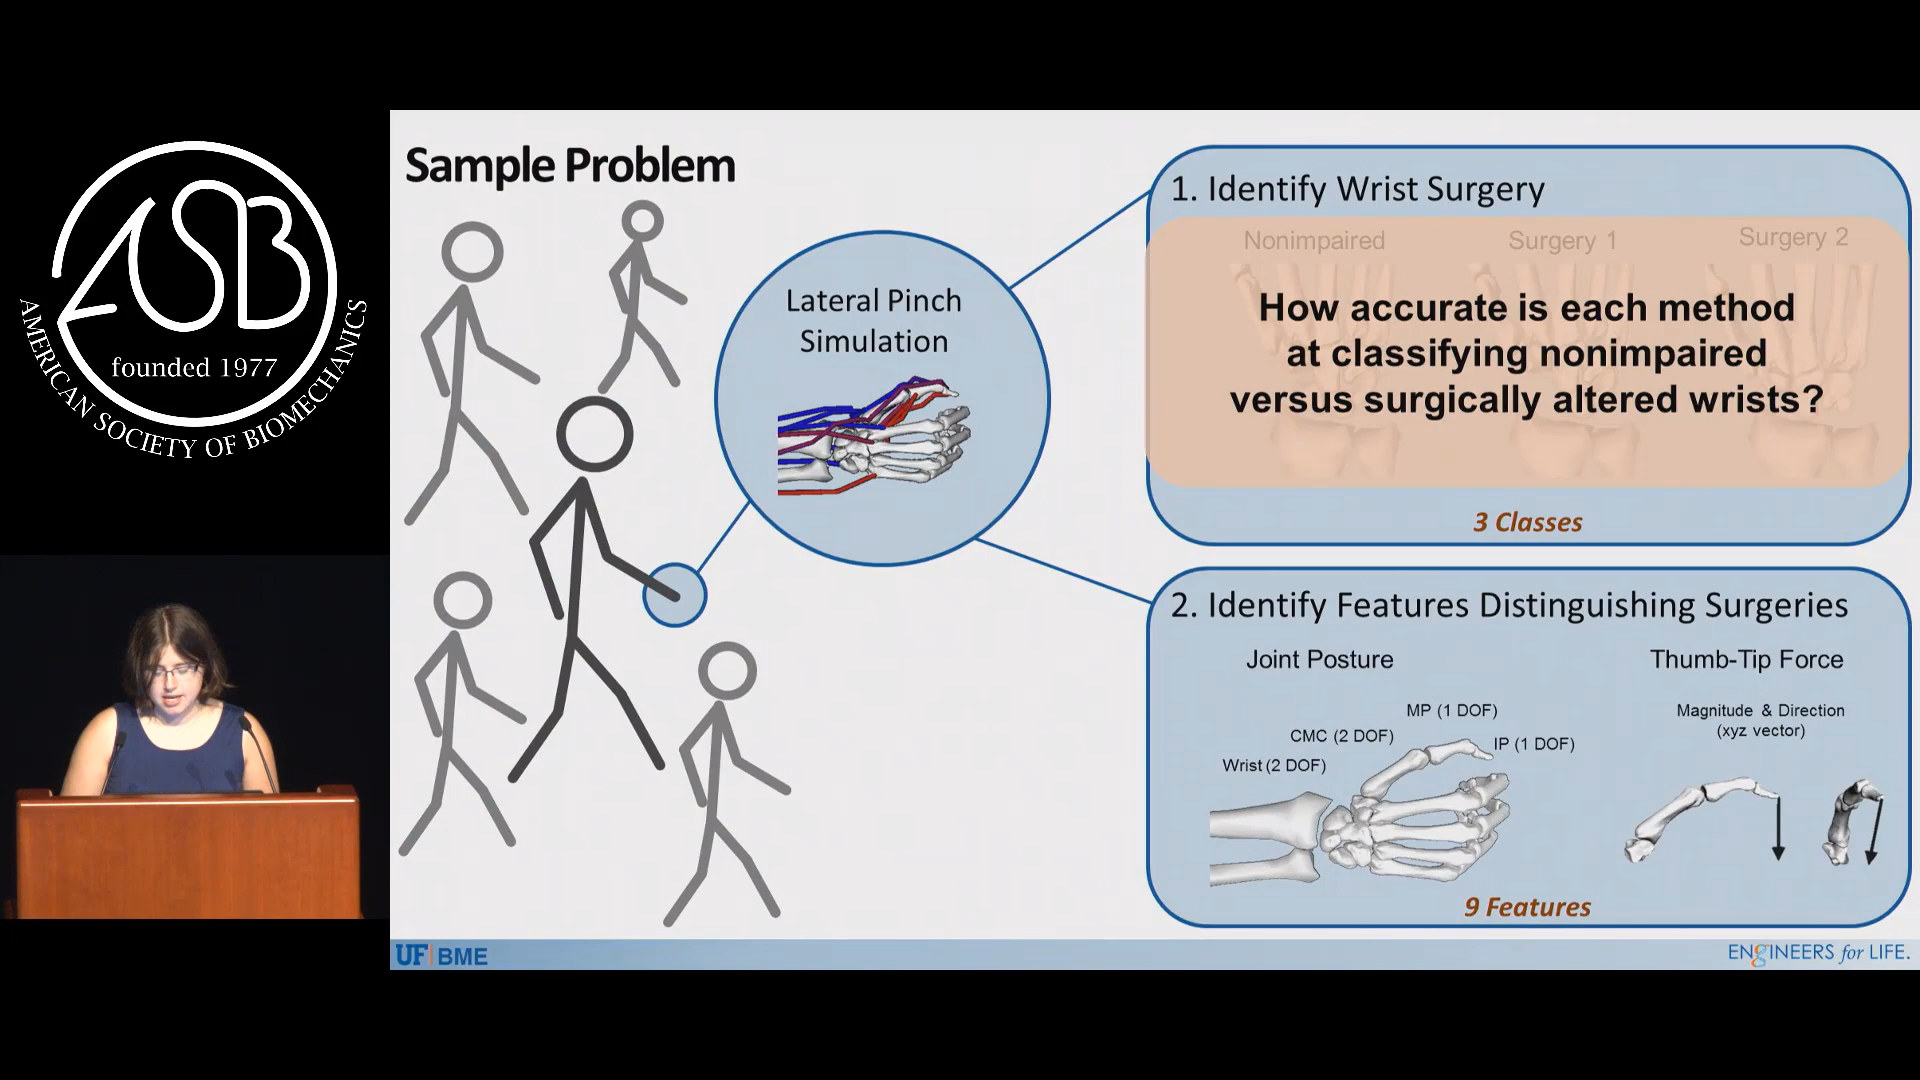 ASB
founded 1977
AMERICAN SOCIETY OF BIOMECHANICS
Sample Problem
Lateral Pinch
Simulation
1. Identify Wrist Surgery
Nonimpaired
Surgery 1
Surgery 2
How accurate is each method
at classifying nonimpaired
versus surgically altered wrists?
3 Classes
2. Identify Features Distinguishing Surgeries
Joint Posture
MP (1 DOF)
CMC (2 DOF)
IP (1 DOF)
Wrist (2 DOF)
Thumb-Tip Force
Magnitude & Direction
(xyz vector)
9 Features
UF BME
ENGINEERS for LIFE.